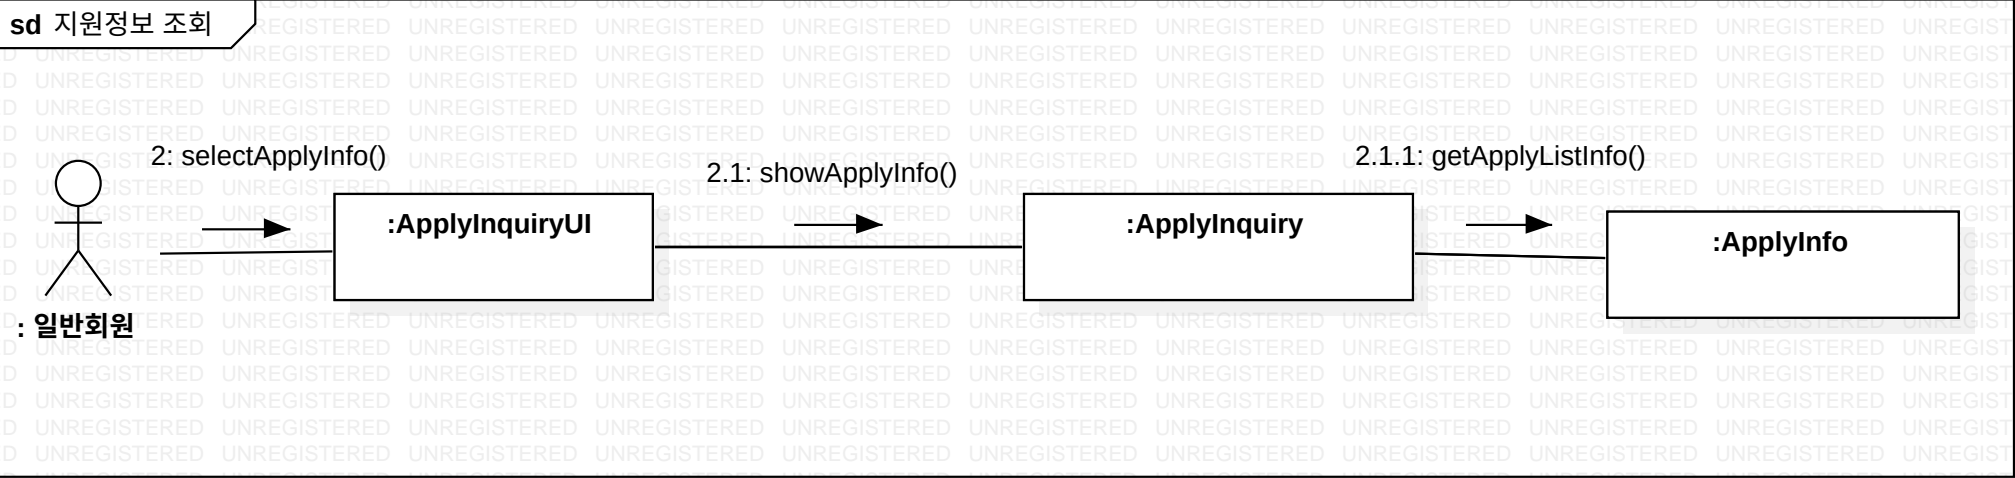 sd 지원정보 조회
2: selectApplyInfo()
2.1: showApplyInfo()
2.1.1: getApplyListInfo()
:ApplyInquiryUI
:ApplyInquiry
:ApplyInfo
: 일반회원
UNREGISTERED